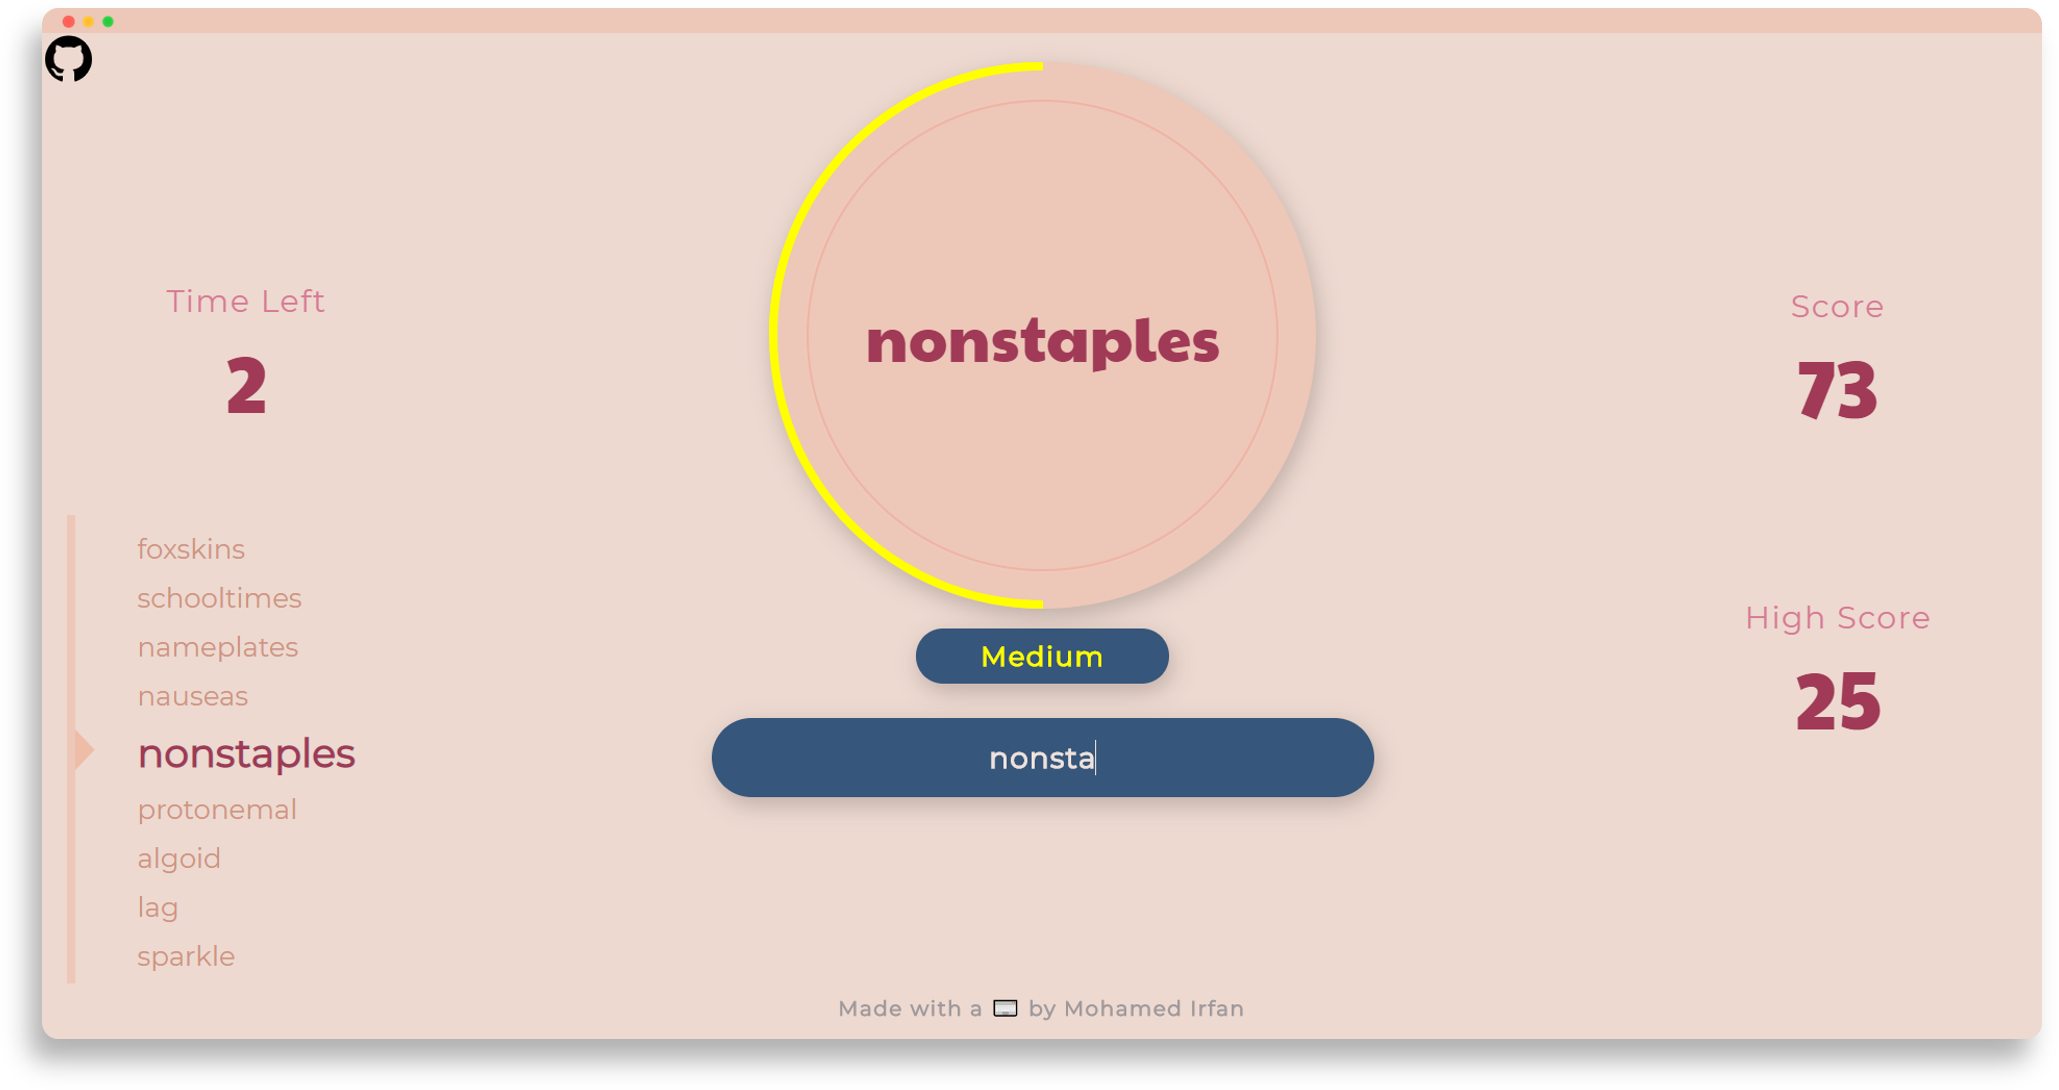 Time Left
2
nonstaples
Score
73
foxskins
schooltimes
nameplates
nauseas
nonstaples
protonemal
algoid
lag
sparkle
Medium
nonsta
High Score
25
Made with a by Mohamed Irfan